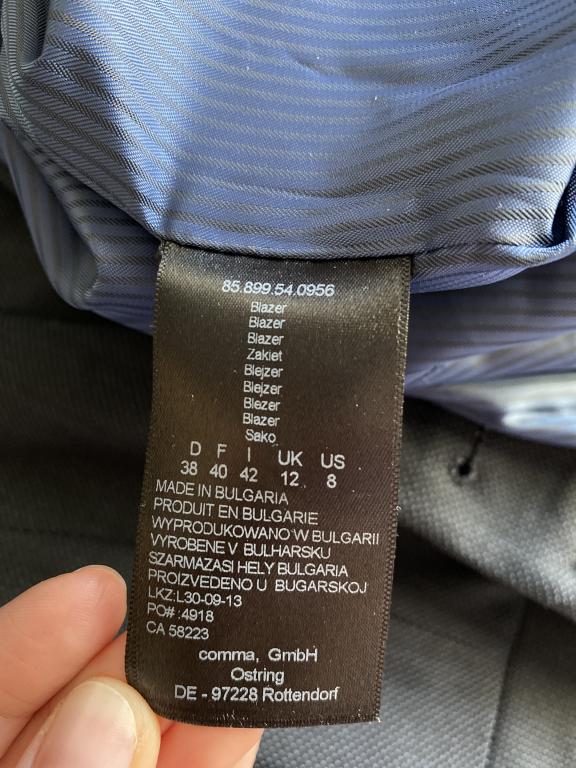 85.899.54.0956
Blazer
Blazer
Blazer
Żakiet
Blejzer
Blejzer
Blezer
Blazer
Sako
D F I UK US
38 40 42 12 8
MADE IN BULGARIA
PRODUIT EN BULGARIE
WYPRODUKOWANO W BULGARII
VYROBENE V BULHARSKU
SZARMAZASI HELY BULGARIA
PROIZVEDENO U BUGARSKOJ
LKZ:L30-09-13
PO# :4918
CA 58223
comma, GmbH
Ostring
DE - 97228 Rottendorf